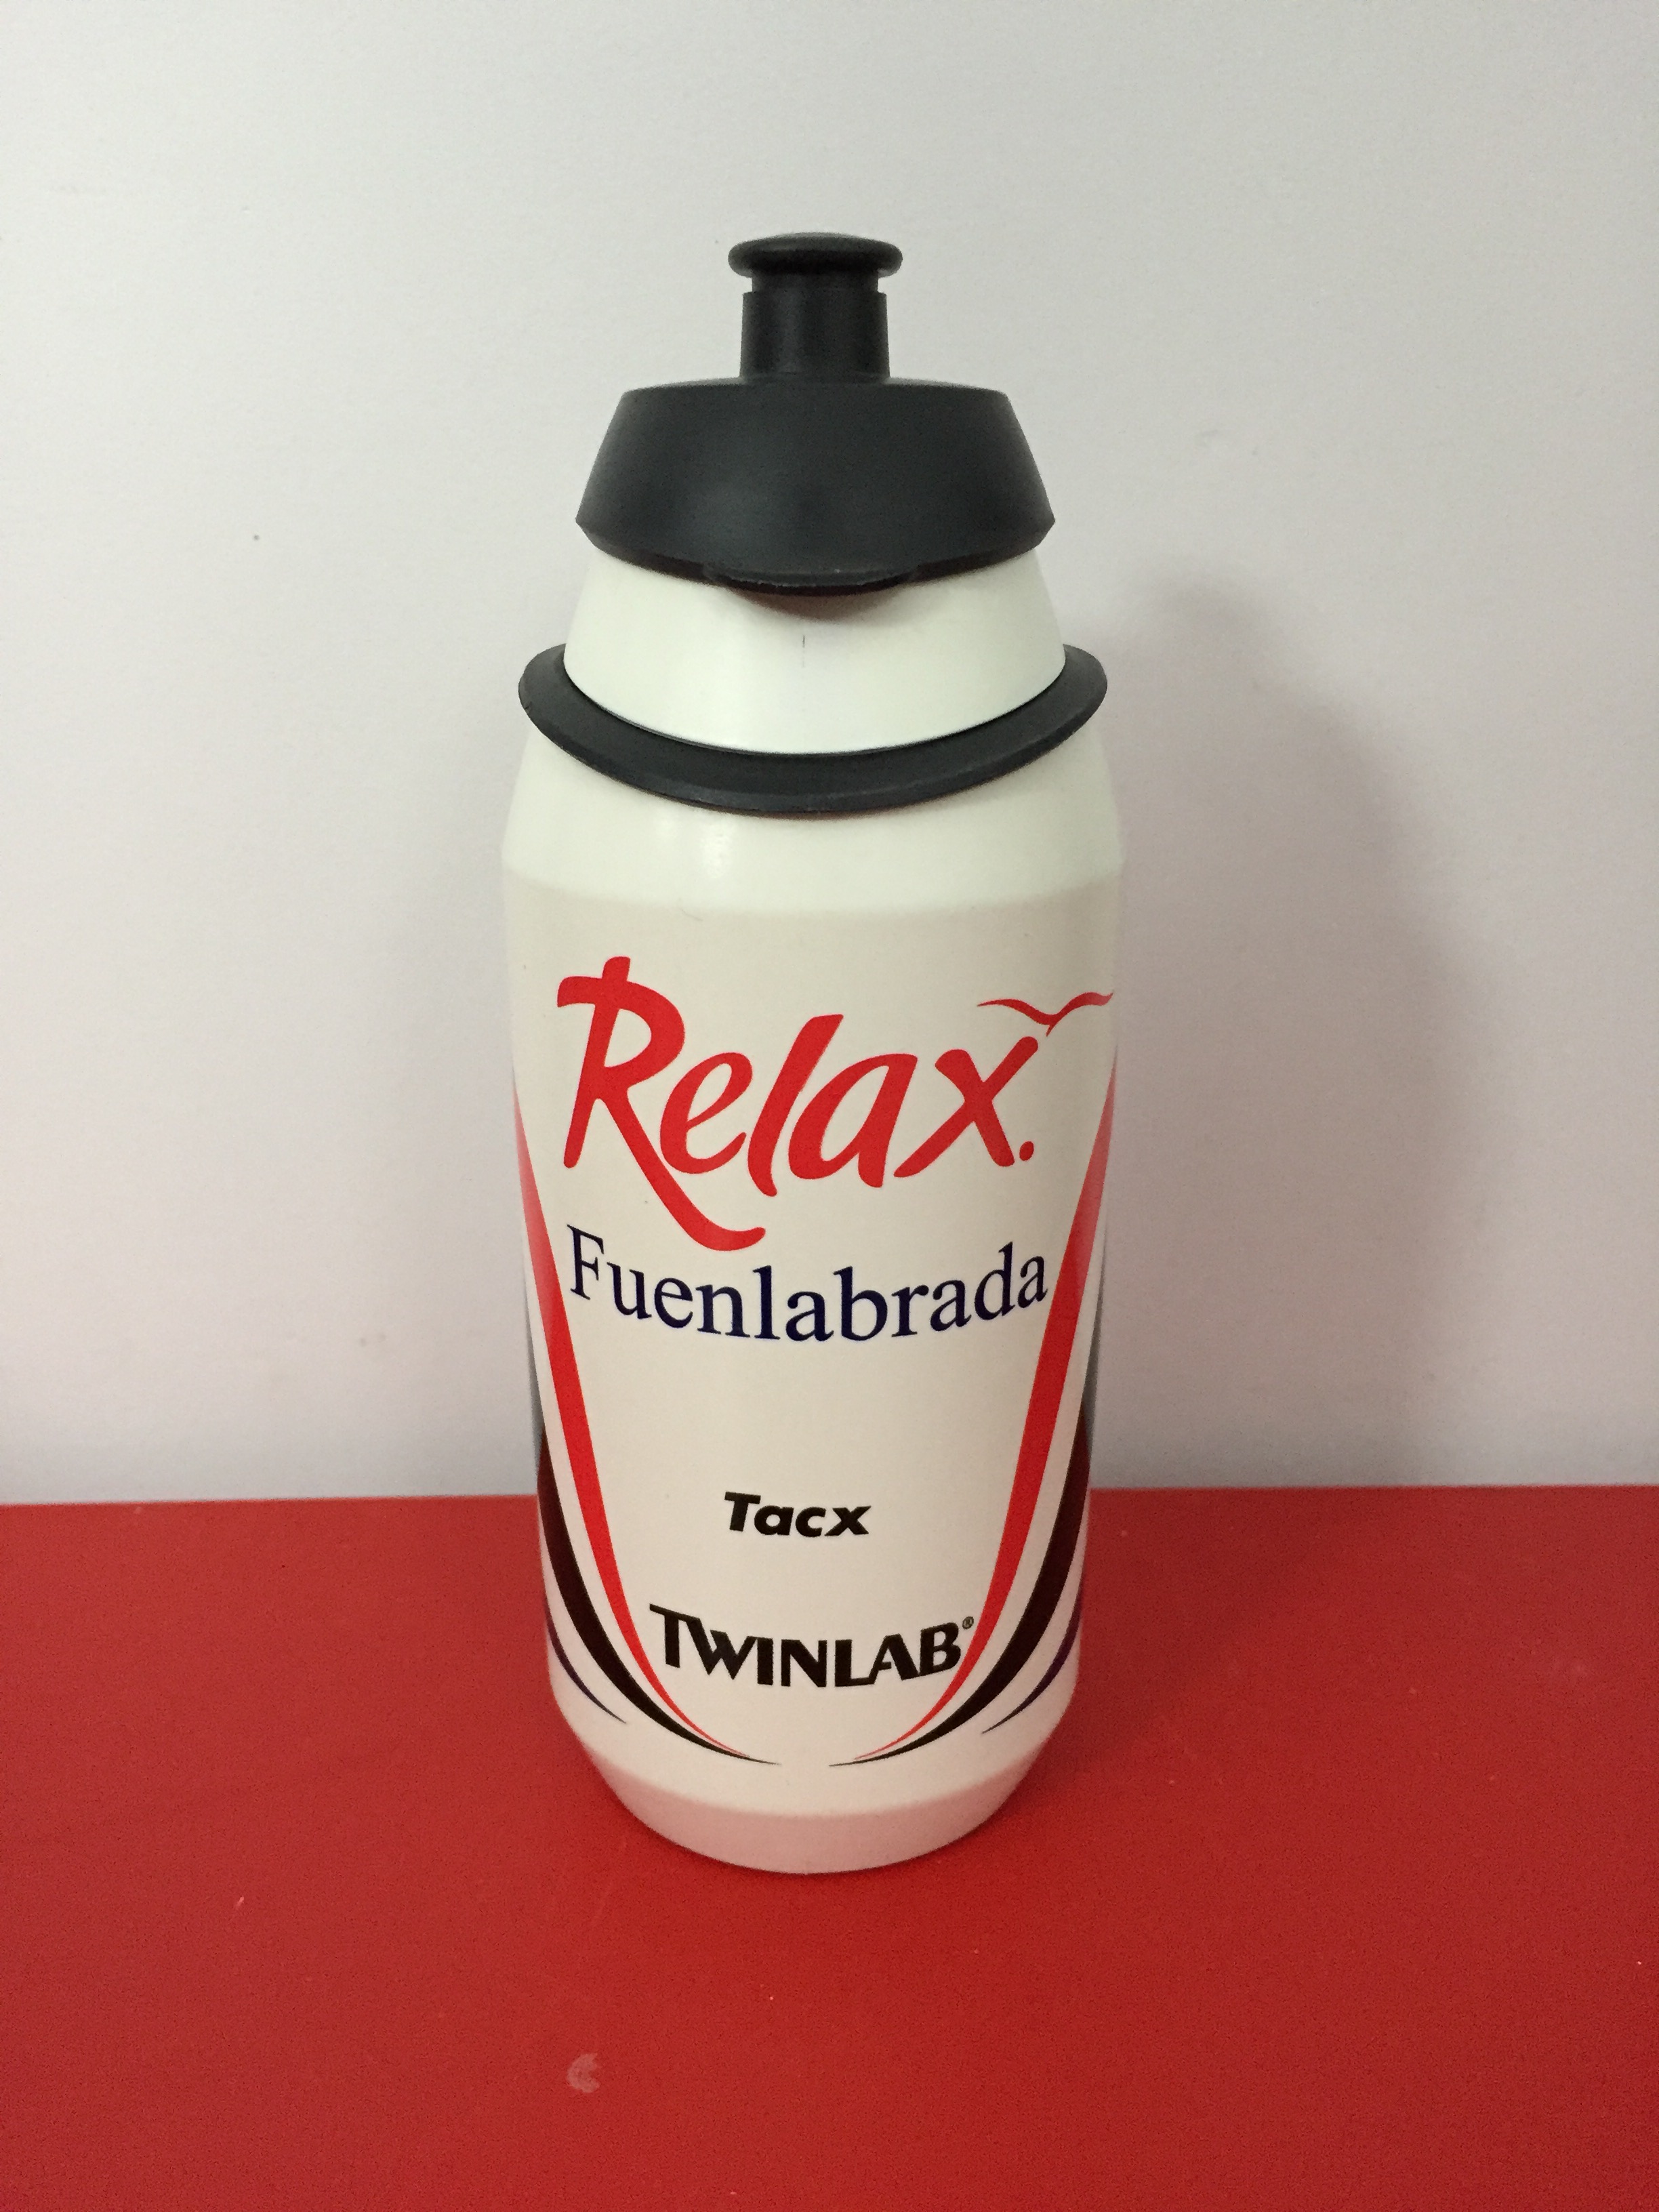 Relax.
Fuenlabrada
Tacx
TWINLAB®